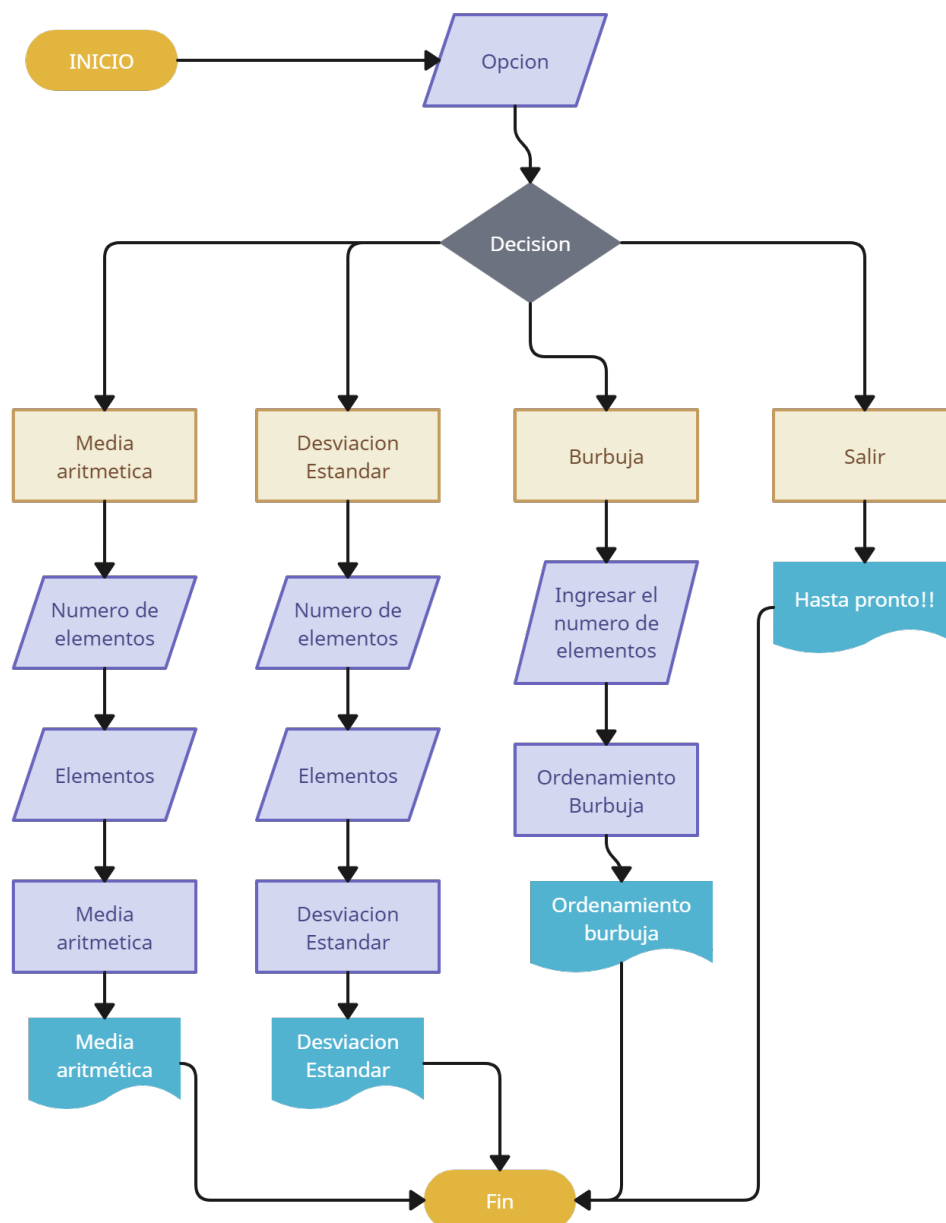 INICIO
Opcion
Decision
Media
aritmetica
Desviacion
Estandar
Burbuja
Salir
Numero de
elementos
Numero de
elementos
Ingresar el
numero de
elementos
Hasta pronto!!
Elementos
Elementos
Ordenamiento
Burbuja
Media
aritmetica
Desviacion
Estandar
Ordenamiento
burbuja
Media
aritmética
Desviacion
Estandar
Fin